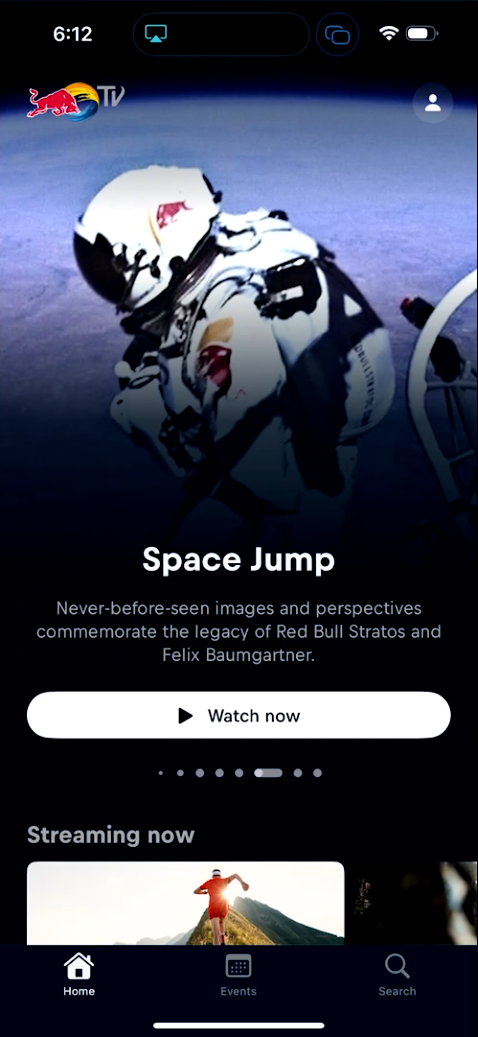 6:12
TV
Space Jump
Never-before-seen images and perspectives
commemorate the legacy of Red Bull Stratos and
Felix Baumgartner.
Watch now
Streaming now
Home
Events
Search